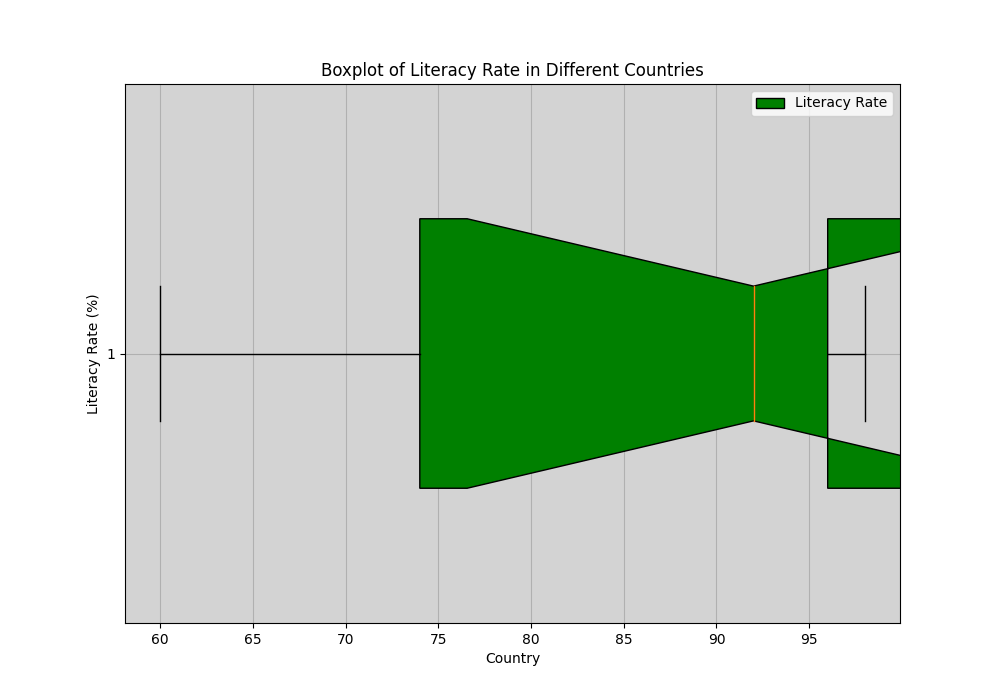 Boxplot of Literacy Rate in Different Countries
Literacy Rate
Literacy Rate (%)
1
60 65 70 75 80 85 90 95
Country